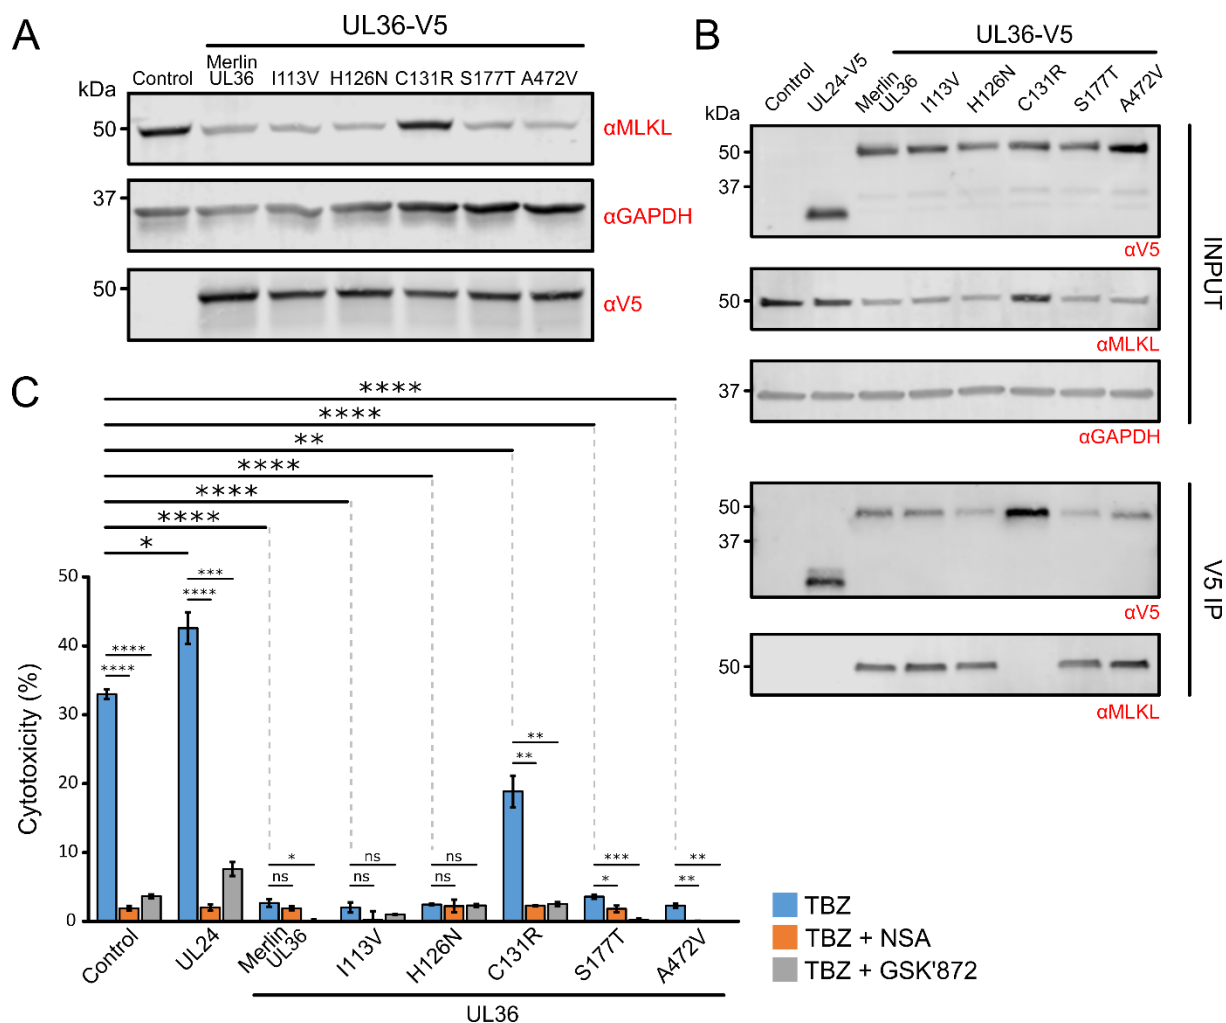 A
UL36-V5
kDa
Control
Merlin
UL36
I113V
H126N
C131R
S177T
A472V
50
αMLKL
37
αGAPDH
50
αV5
B
UL36-V5
kDa
Control
UL24-V5
Merlin
UL36
I113V
H126N
C131R
S177T
A472V
50
37
αV5
50
αMLKL
37
αGAPDH
INPUT
50
37
αV5
50
αMLKL
V5 IP
C
****
****
**
****
****
****
*
Cytotoxicity (%)
50
40
30
20
10
0
****
****
***
****
*
ns
ns
ns
ns
ns
**
**
***
*
**
**
Control
UL24
Merlin
UL36
I113V
H126N
C131R
S177T
A472V
UL36
TBZ
TBZ + NSA
TBZ + GSK'872